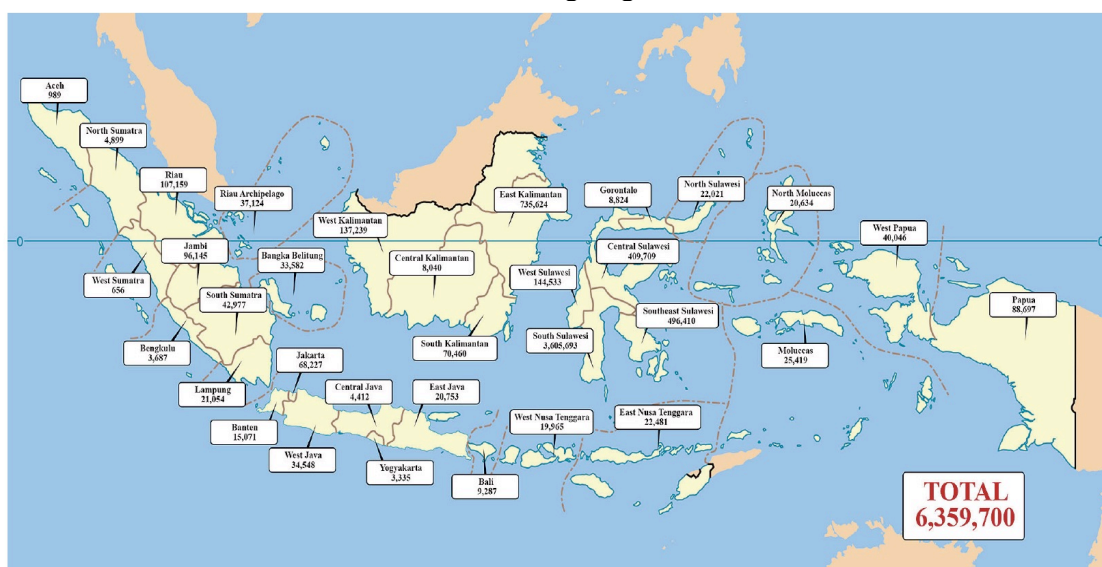 Aceh
989
North Sumatra
4,899
Riau
107,159
Riau Archipelago
37,124
East Kalimantan
735,624
Gorontalo
8,824
North Sulawesi
22,021
North Moluccas
20,634
West Kalimantan
137,239
West Papua
40,046
0
Jambi
96,145
Bangka Belitung
33,582
Central Kalimantan
8,040
Central Sulawesi
409,709
West Sumatra
656
West Sulawesi
144,533
South Sumatra
42,977
Papua
88,697
Southeast Sulawesi
496,410
Bengkulu
3,687
South Kalimantan
70,460
South Sulawesi
3,605,693
Moluccas
25,419
Jakarta
68,227
Lampung
21,054
Central Java
4,412
East Java
20,753
West Nusa Tenggara
19,965
East Nusa Tenggara
22,481
Banten
15,071
West Java
34,548
Yogyakarta
3,335
Bali
9,287
TOTAL
6,359,700